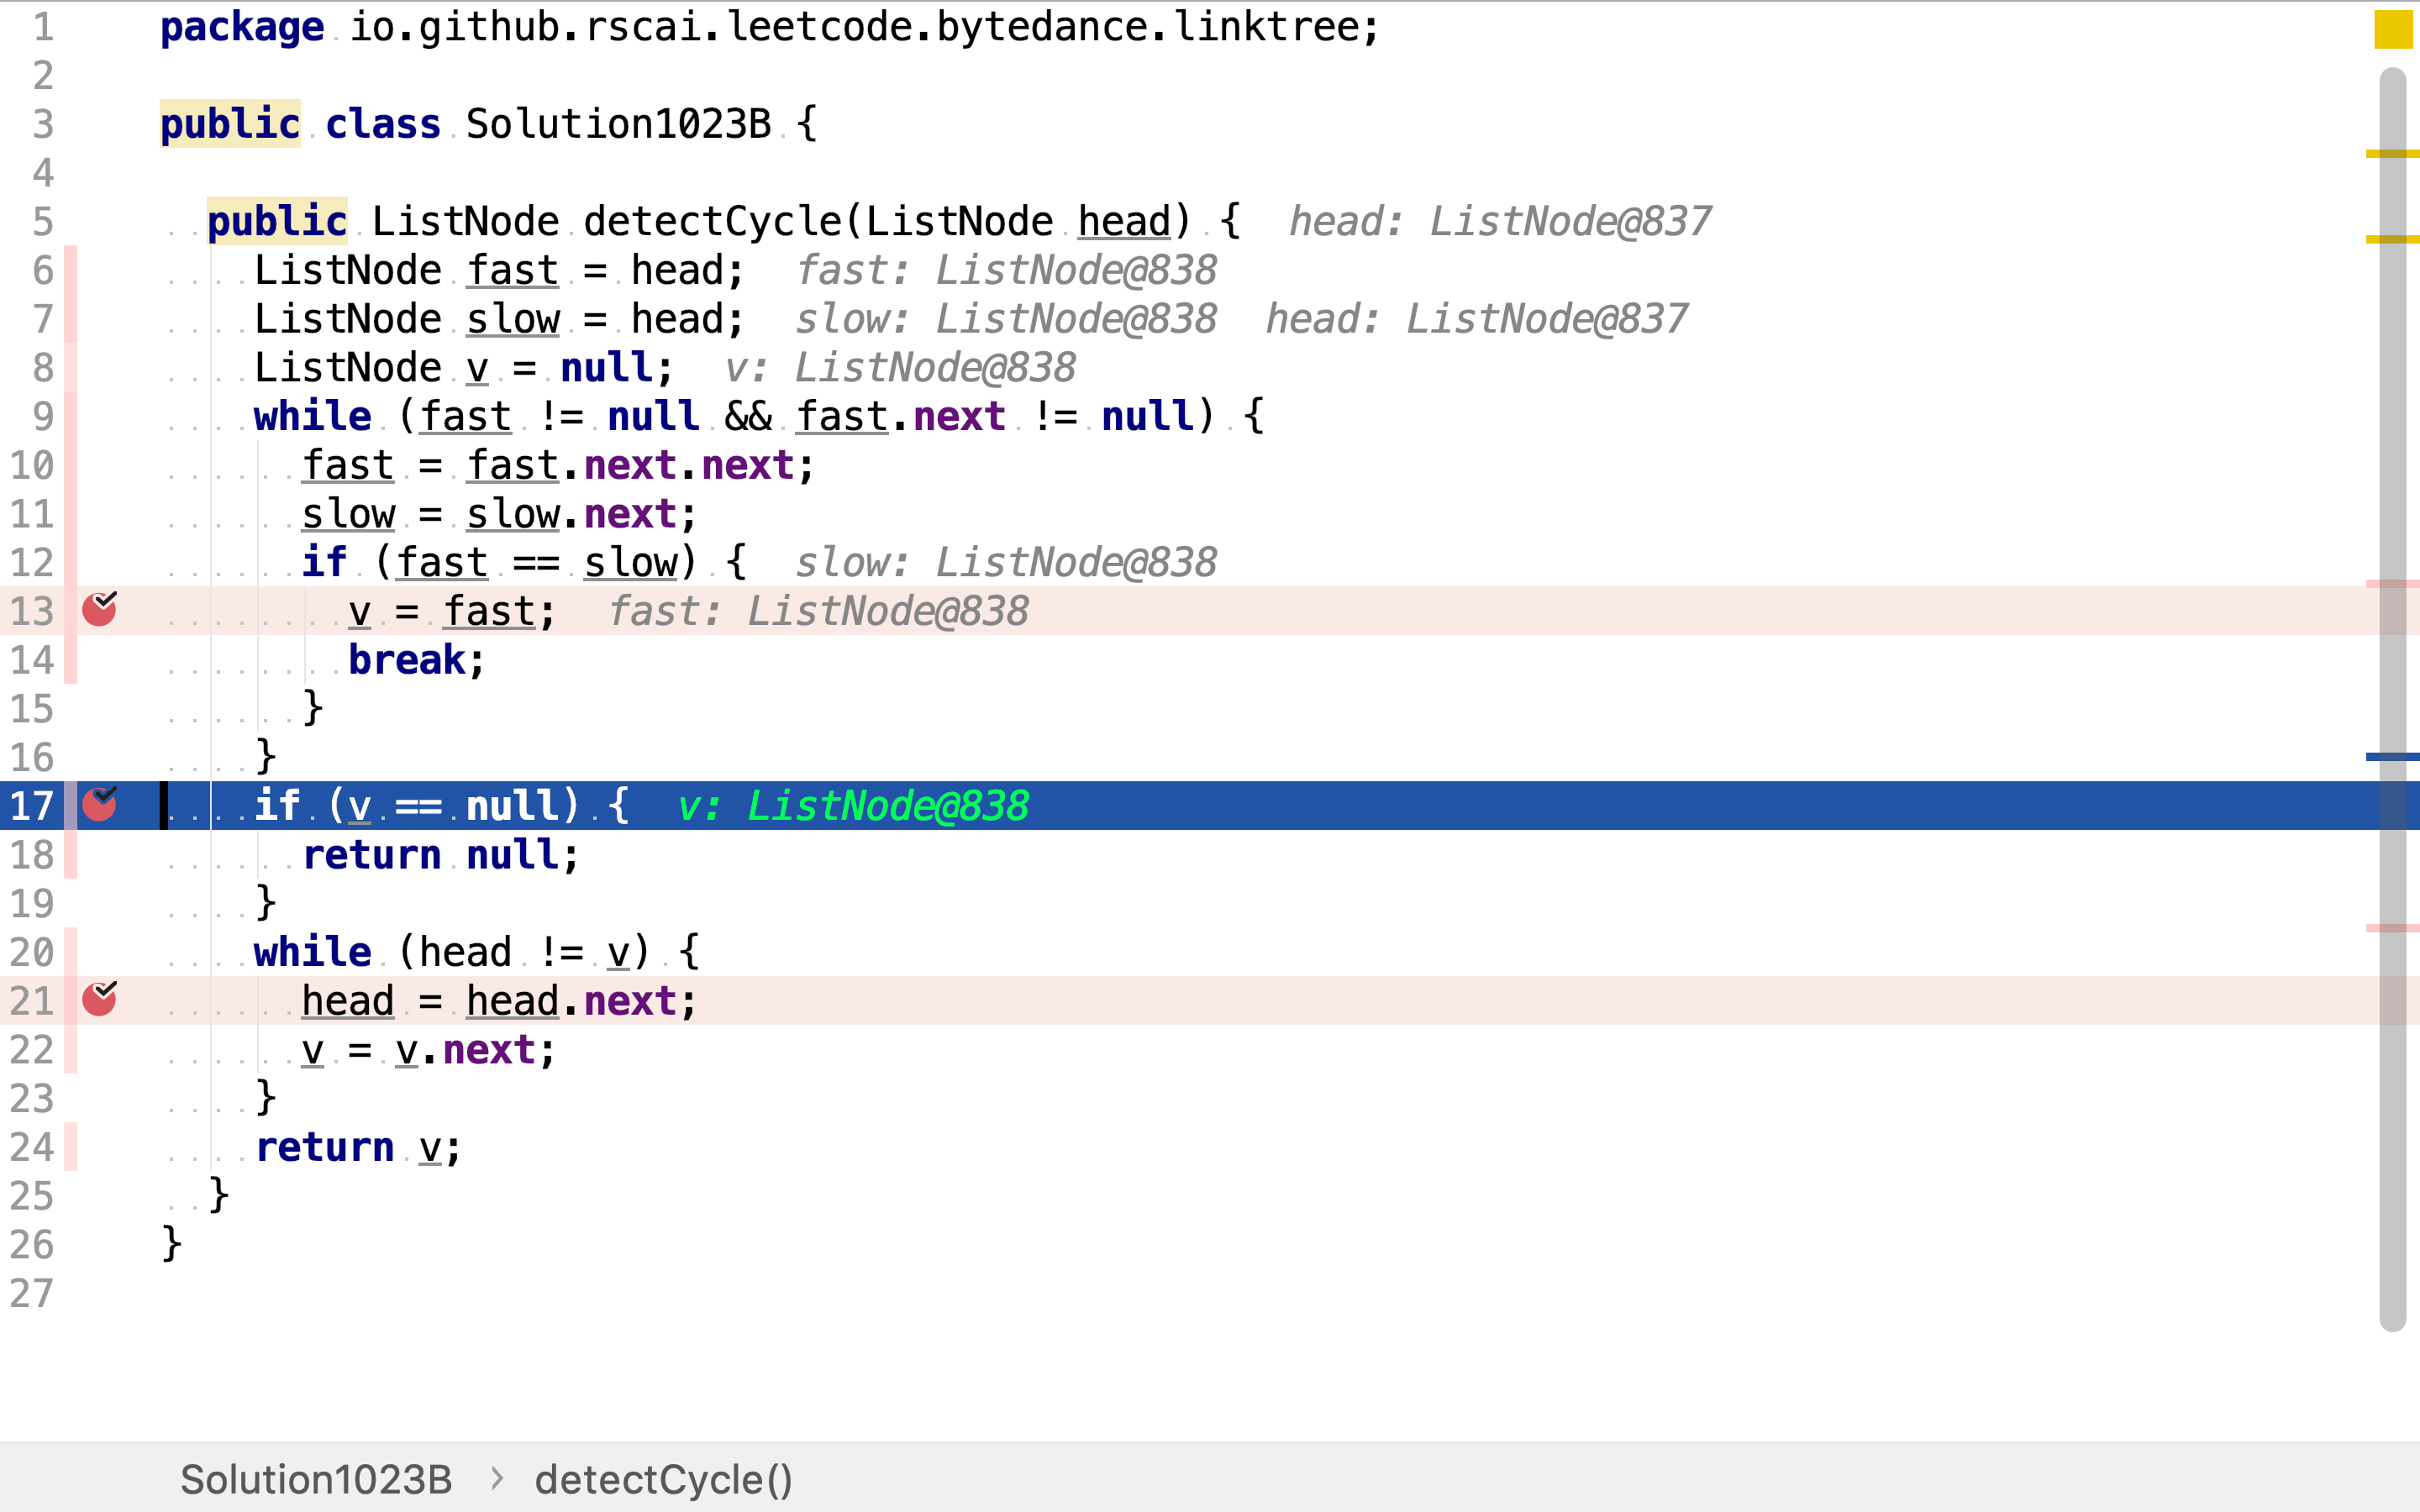 1 package io.github.rscai.leetcode.bytedance.linktree;
2
3 public class Solution1023B {
4
5 public ListNode detectCycle(ListNode head) { head: ListNode@837
6 ListNode fast = head; fast: ListNode@838
7 ListNode slow = head; slow: ListNode@838 head: ListNode@837
8 ListNode v = null; v: ListNode@838
9 while (fast != null && fast.next != null) {
10 fast = fast.next.next;
11 slow = slow.next;
12 if (fast == slow) { slow: ListNode@838
13 v = fast; fast: ListNode@838
14 break;
15 }
16 }
17 if (v == null) { v: ListNode@838
18 return null;
19 }
20 while (head != v) {
21 head = head.next;
22 v = v.next;
23 }
24 return v;
25 }
26 }
27
Solution1023B > detectCycle()